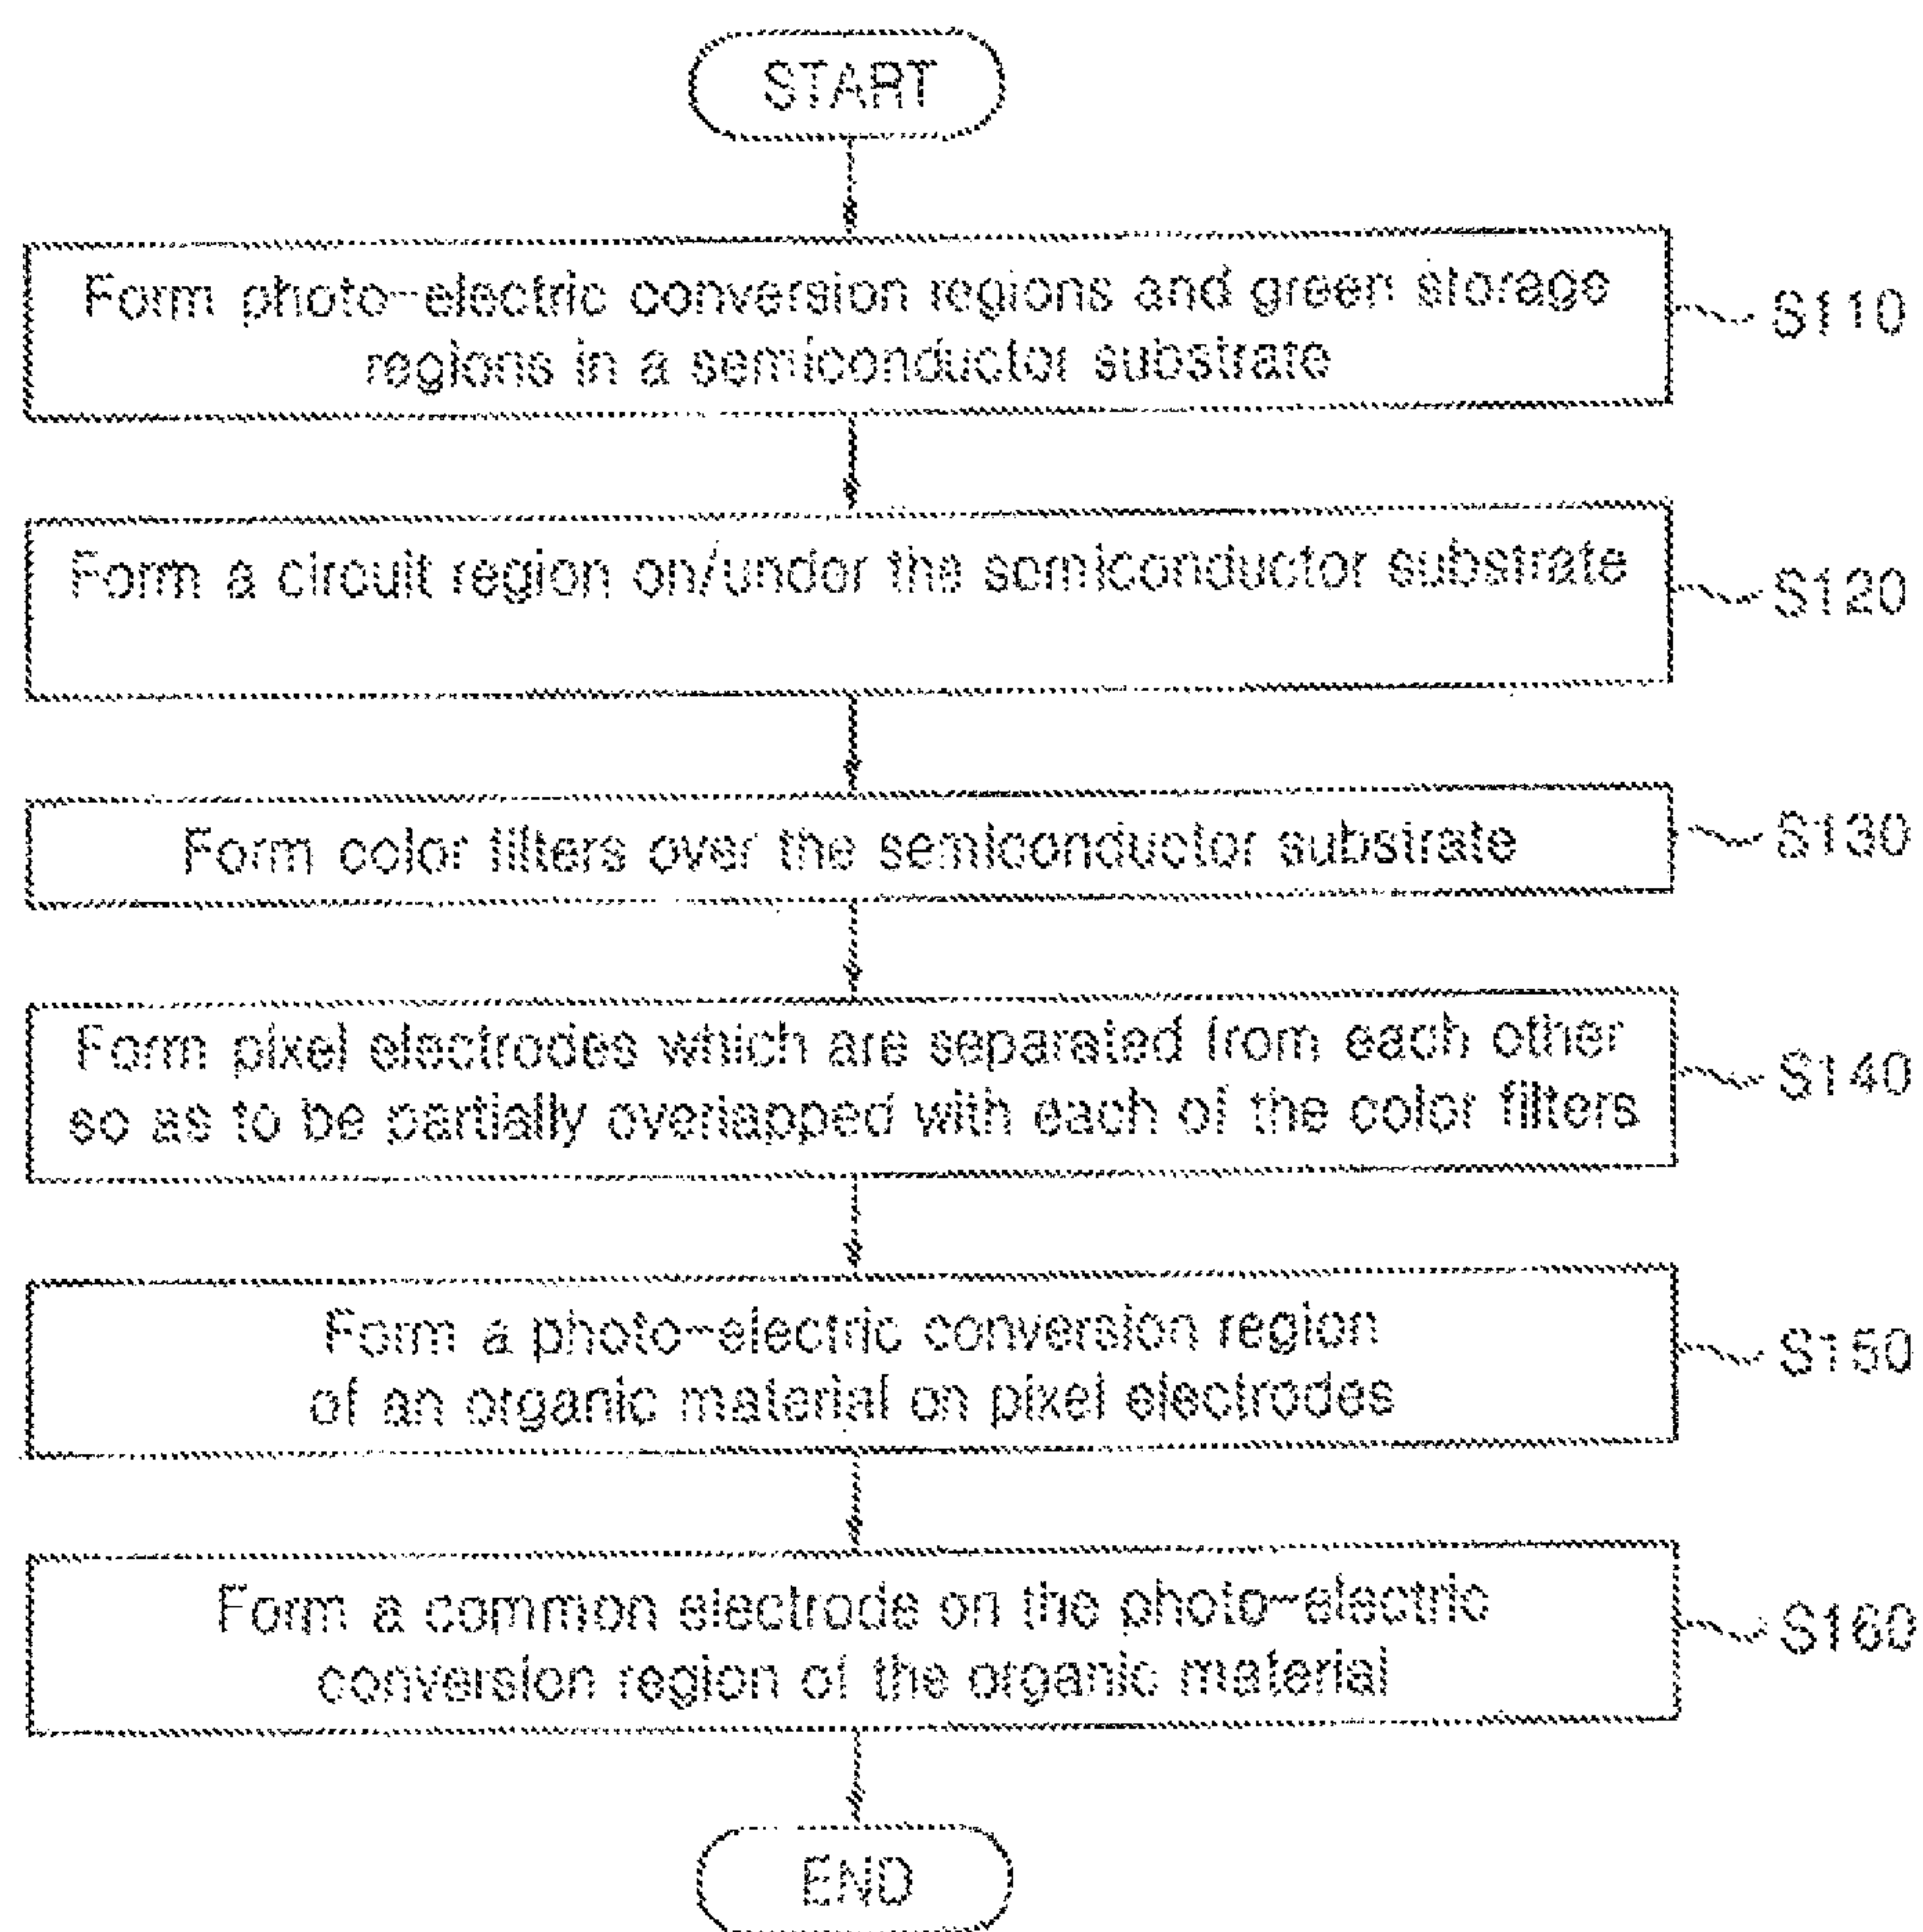 START
Form photo-electric conversion regions and green storage
regions in a semiconductor substrate
S110
Form a circuit region on/under the semiconductor substrate
S120
Form color filters over the semiconductor substrate
S130
Form pixel electrodes which are separated from each other
so as to be partially overlapped with each of the color filters
S140
Form a photo-electric conversion region
of an organic material on pixel electrodes
S150
Form a common electrode on the photo-electric
conversion region of the organic material
S160
END